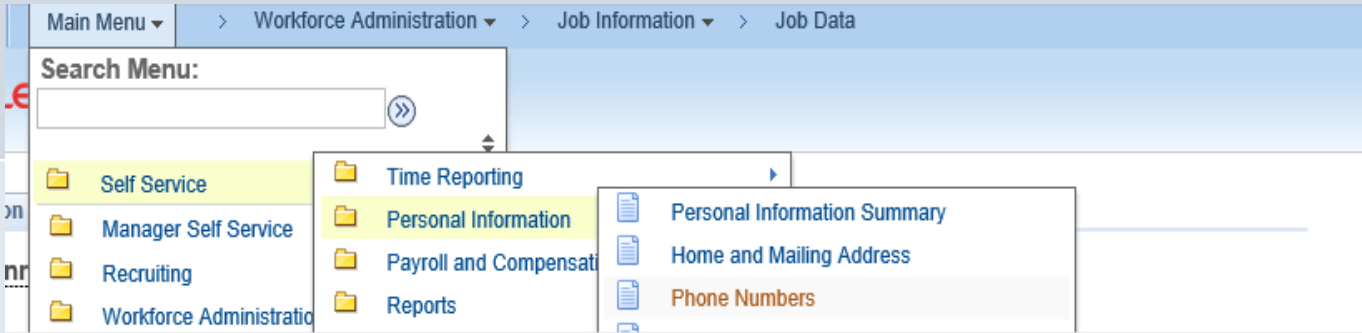 Main Menu > Workforce Administration > Job Information > Job Data
Search Menu:
Self Service
Manager Self Service
Recruiting
Workforce Administratio
Time Reporting
Personal Information
Payroll and Compensati
Reports
Personal Information Summary
Home and Mailing Address
Phone Numbers